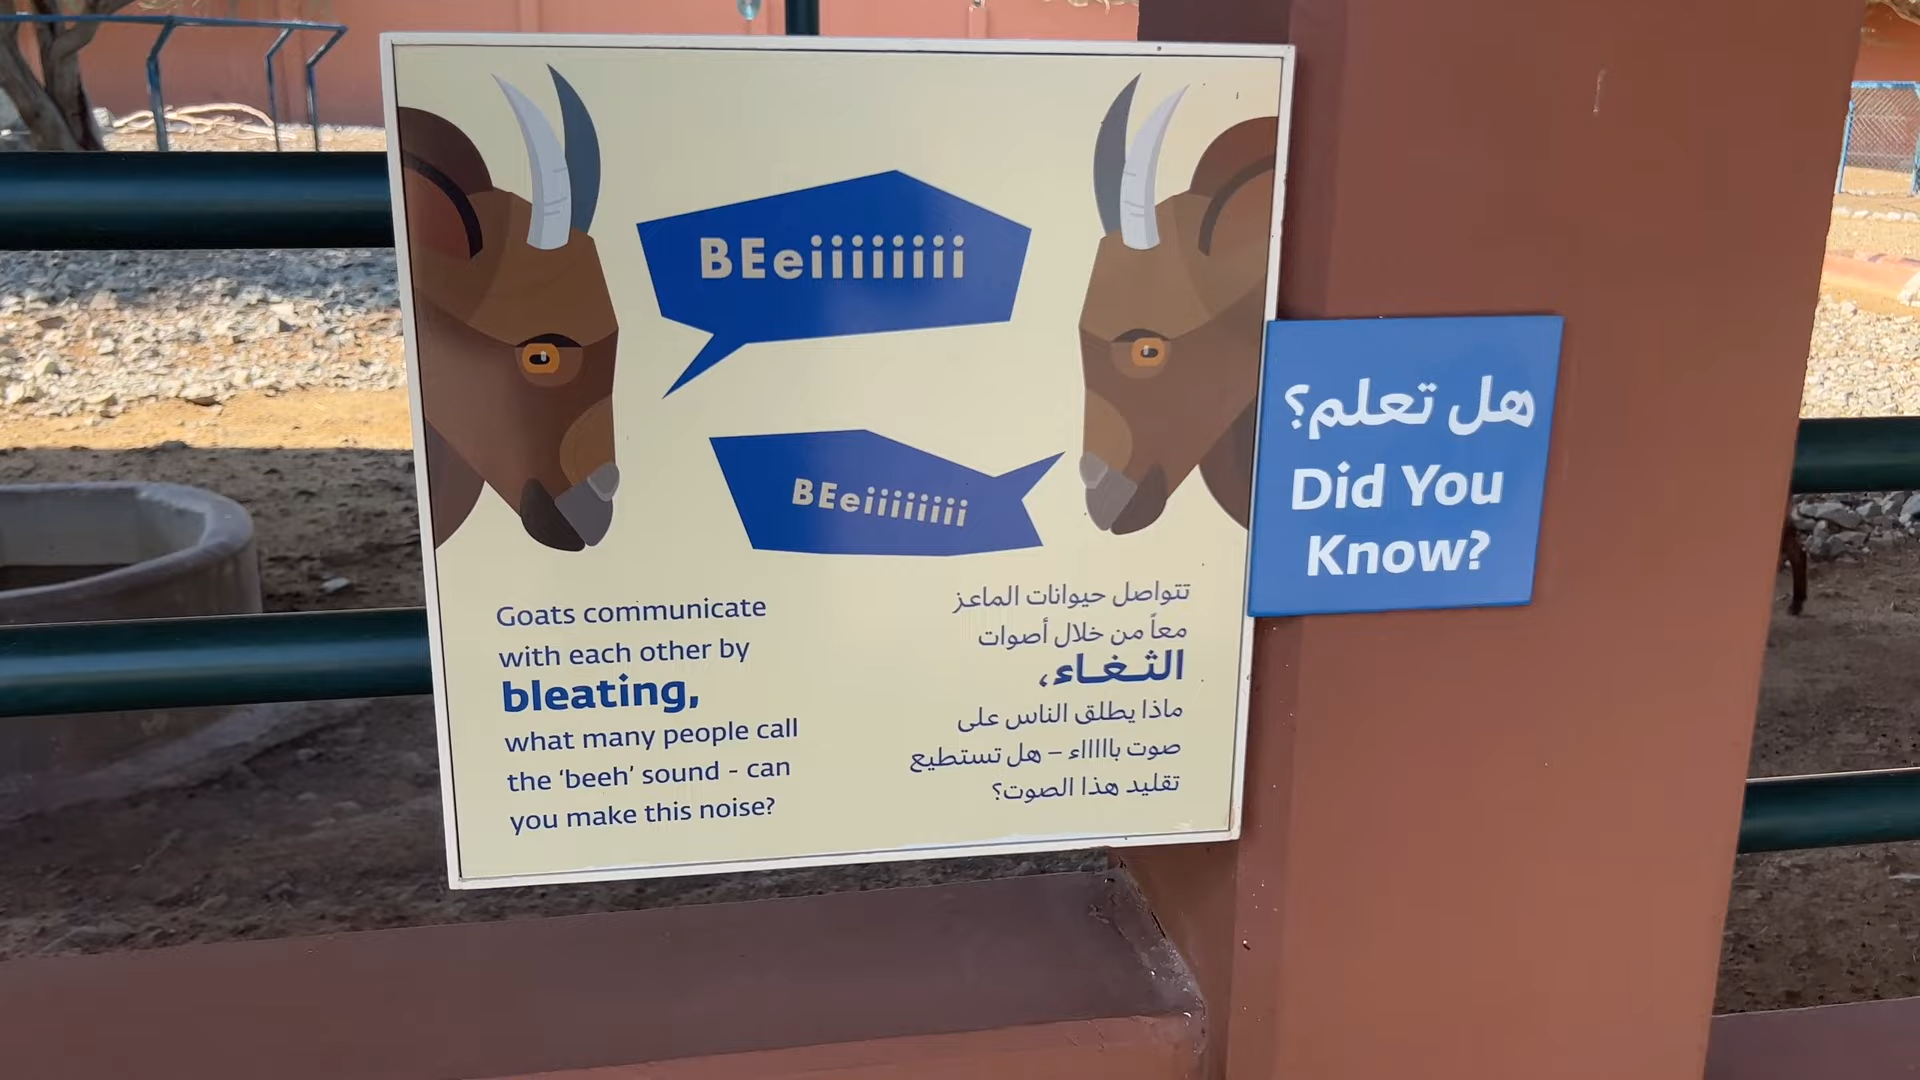 BEeiiiiiiii
BEeiiiiiiii
Goats communicate
with each other by
bleating,
what many people call
the ‘beeh’ sound - can
you make this noise?
تتواصل حيوانات الماعز
معاً من خلال أصوات
الثـغـاء،
ماذا يطلق الناس على
صوت باااااء – هل تستطيع
تقليد هذا الصوت؟
هل تعلم؟
Did You
Know?